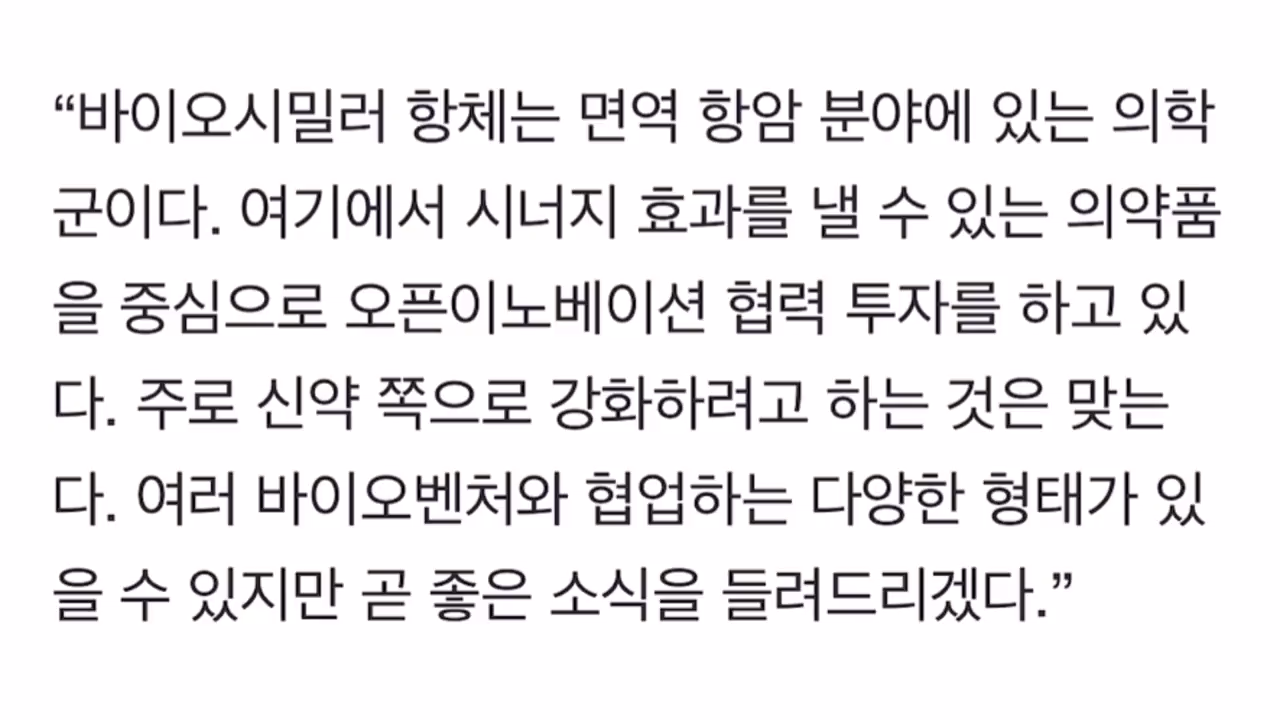 “바이오시밀러 항체는 면역 항암 분야에 있는 의학
군이다. 여기에서 시너지 효과를 낼 수 있는 의약품
을 중심으로 오픈이노베이션 협력 투자를 하고 있
다. 주로 신약 쪽으로 강화하려고 하는 것은 맞는
다. 여러 바이오벤처와 협업하는 다양한 형태가 있
을 수 있지만 곧 좋은 소식을 들려드리겠다.”